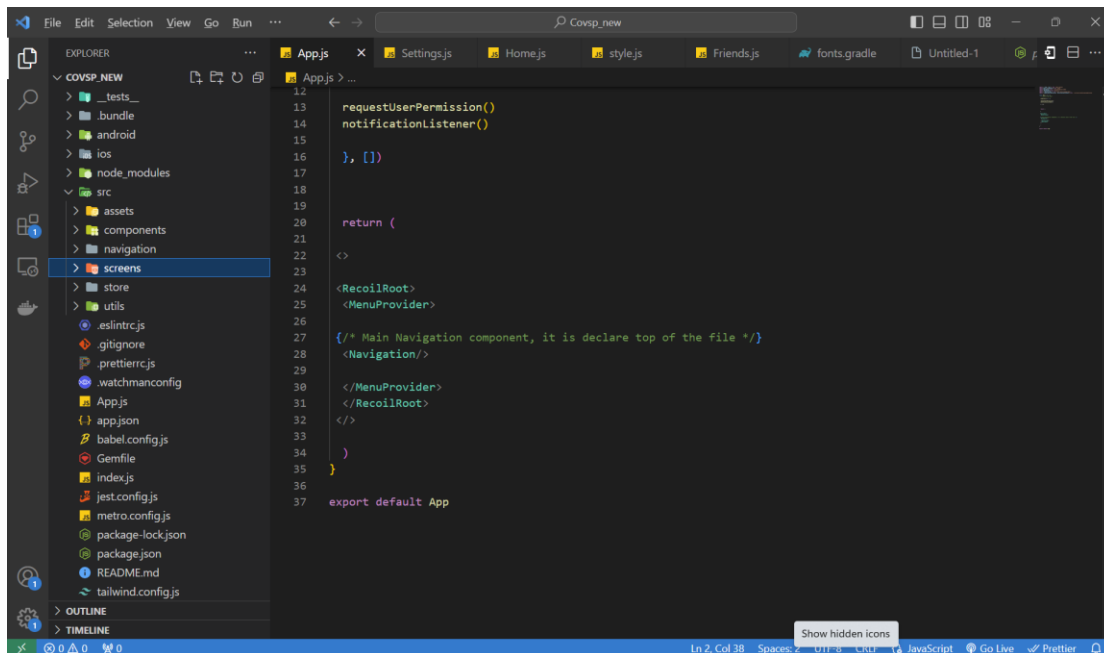 File Edit Selection View Go Run ... Covsp_new
EXPLORER ...
COVSP_NEW
__tests__
.bundle
android
ios
node_modules
src
assets
components
navigation
screens
store
utils
.eslintrc.js
.gitignore
.prettierrc.js
.watchmanconfig
App.js
app.json
babel.config.js
Gemfile
index.js
jest.config.js
metro.config.js
package-lock.json
package.json
README.md
tailwind.config.js
OUTLINE
TIMELINE
App.js Settings.js Home.js style.js Friends.js fonts.gradle Untitled-1
App.js > ...
12
13 requestUserPermission()
14 notificationListener()
15
16 }, [])
17
18
19
20 return (
21
22 <>
23
24 <RecoilRoot>
25 <MenuProvider>
26
27 {/* Main Navigation component, it is declare top of the file */}
28 <Navigation/>
29
30 </MenuProvider>
31 </RecoilRoot>
32 </>
33
34 )
35 }
36
37 export default App
Show hidden icons
0 0 0 Ln 2, Col 38 Spaces: 2 UTF-8 CRLF JavaScript Go Live Prettier